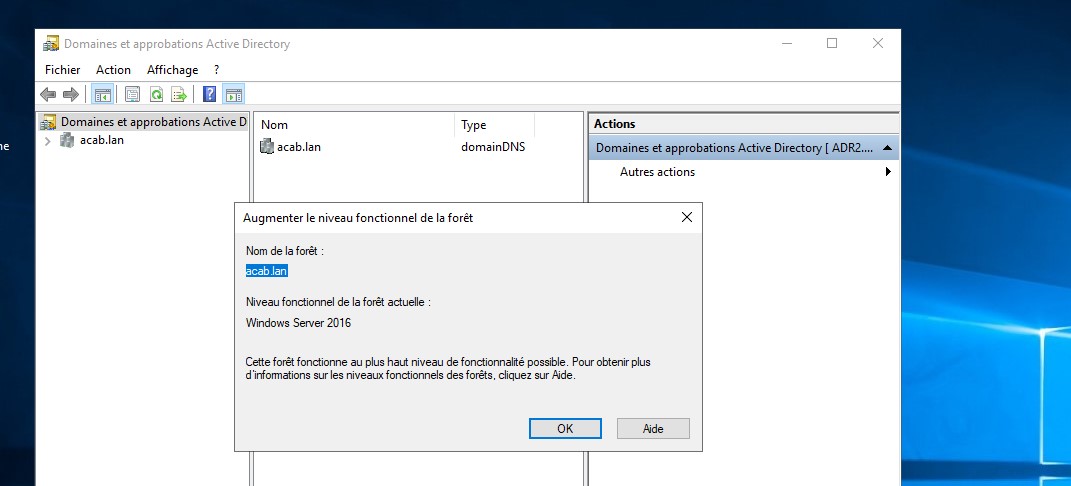 Domaines et approbations Active Directory
Fichier Action Affichage ?
Domaines et approbations Active D
acab.lan
Nom Type
acab.lan domainDNS
Actions
Domaines et approbations Active Directory [ ADR2....
Autres actions
ne
Augmenter le niveau fonctionnel de la forêt
Nom de la forêt :
acab.lan
Niveau fonctionnel de la forêt actuelle :
Windows Server 2016
Cette forêt fonctionne au plus haut niveau de fonctionnalité possible. Pour obtenir plus
d'informations sur les niveaux fonctionnels des forêts, cliquez sur Aide.
OK Aide